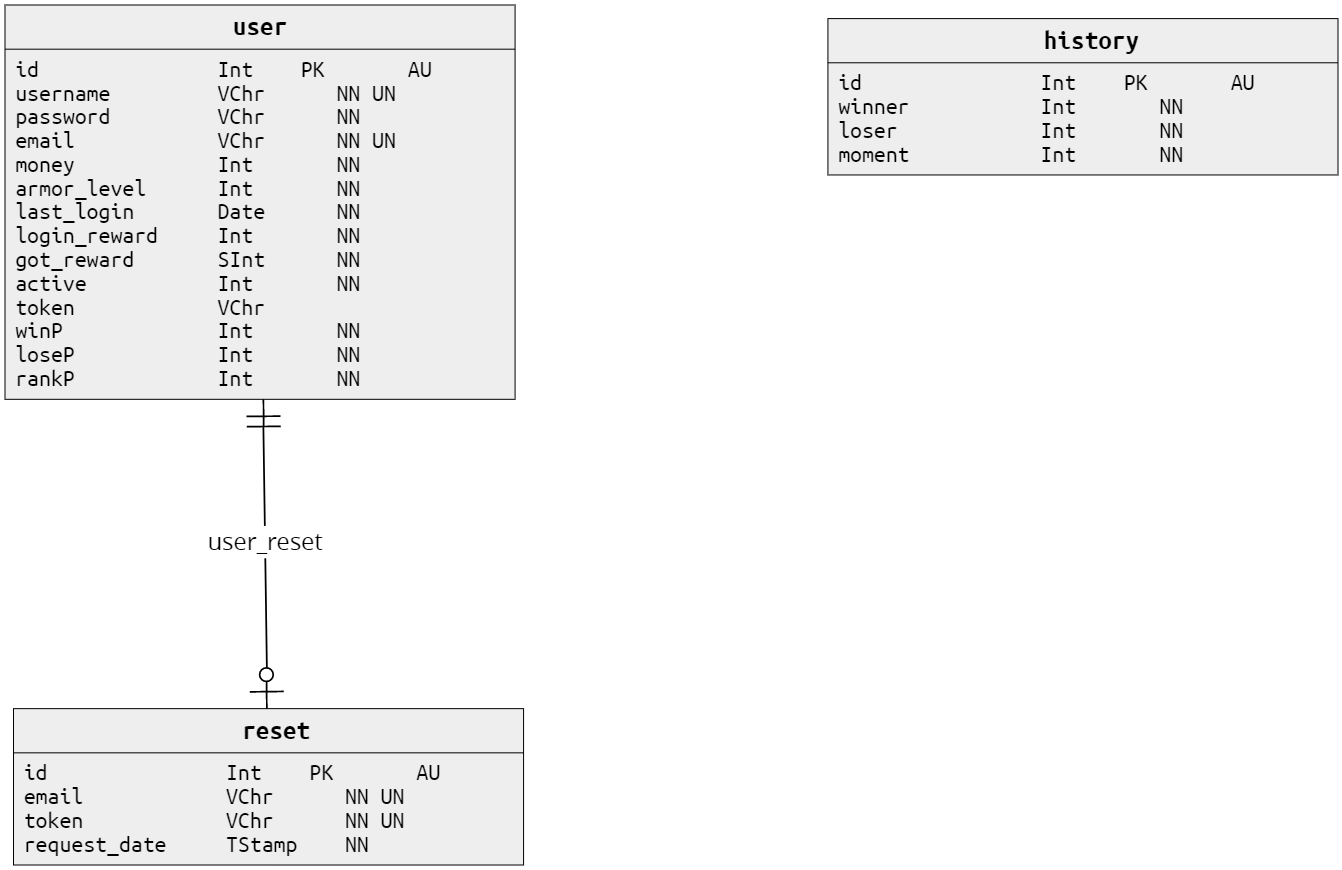 user
id Int PK AU
username VChr NN UN
password VChr NN
email VChr NN UN
money Int NN
armor_level Int NN
last_login Date NN
login_reward Int NN
got_reward SInt NN
active Int NN
token VChr
winP Int NN
loseP Int NN
rankP Int NN
history
id Int PK AU
winner Int NN
loser Int NN
moment Int NN
user_reset
reset
id Int PK AU
email VChr NN UN
token VChr NN UN
request_date TStamp NN